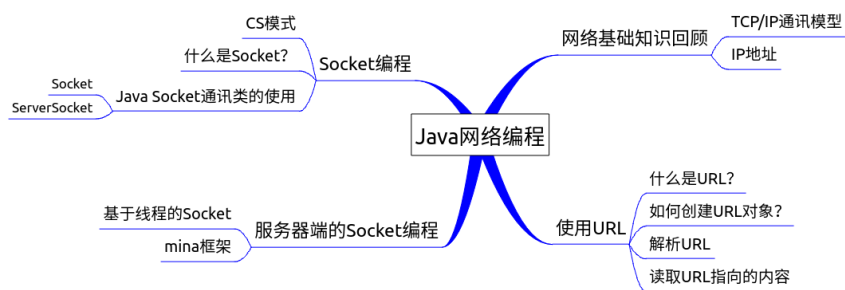 Java网络编程
网络基础知识回顾
TCP/IP通讯模型
IP地址
使用URL
什么是URL？
如何创建URL对象？
解析URL
读取URL指向的内容
Socket编程
CS模式
什么是Socket？
Java Socket通讯类的使用
Socket
ServerSocket
服务器端的Socket编程
基于线程的Socket
mina框架